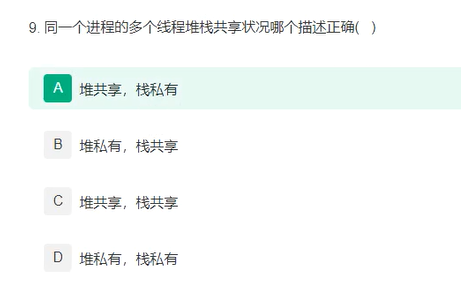 9. 同一个进程的多个线程堆栈共享状况哪个描述正确( )
A 堆共享，栈私有
B 堆私有，栈共享
C 堆共享，栈共享
D 堆私有，栈私有